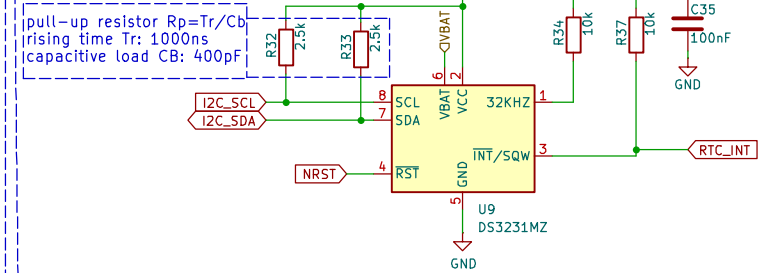 pull-up resistor Rp=Tr/Cb
rising time Tr: 1000ns
capacitive load CB: 400pF
R32
2.5k
R33
2.5k
VBAT
R34
10k
R37
10k
C35
100nF
GND
I2C_SCL
I2C_SDA
NRST
8
7
4
6
2
1
3
5
SCL
SDA
RST
VBAT
VCC
32KHZ
INT/SQW
GND
RTC_INT
U9
DS3231MZ
GND